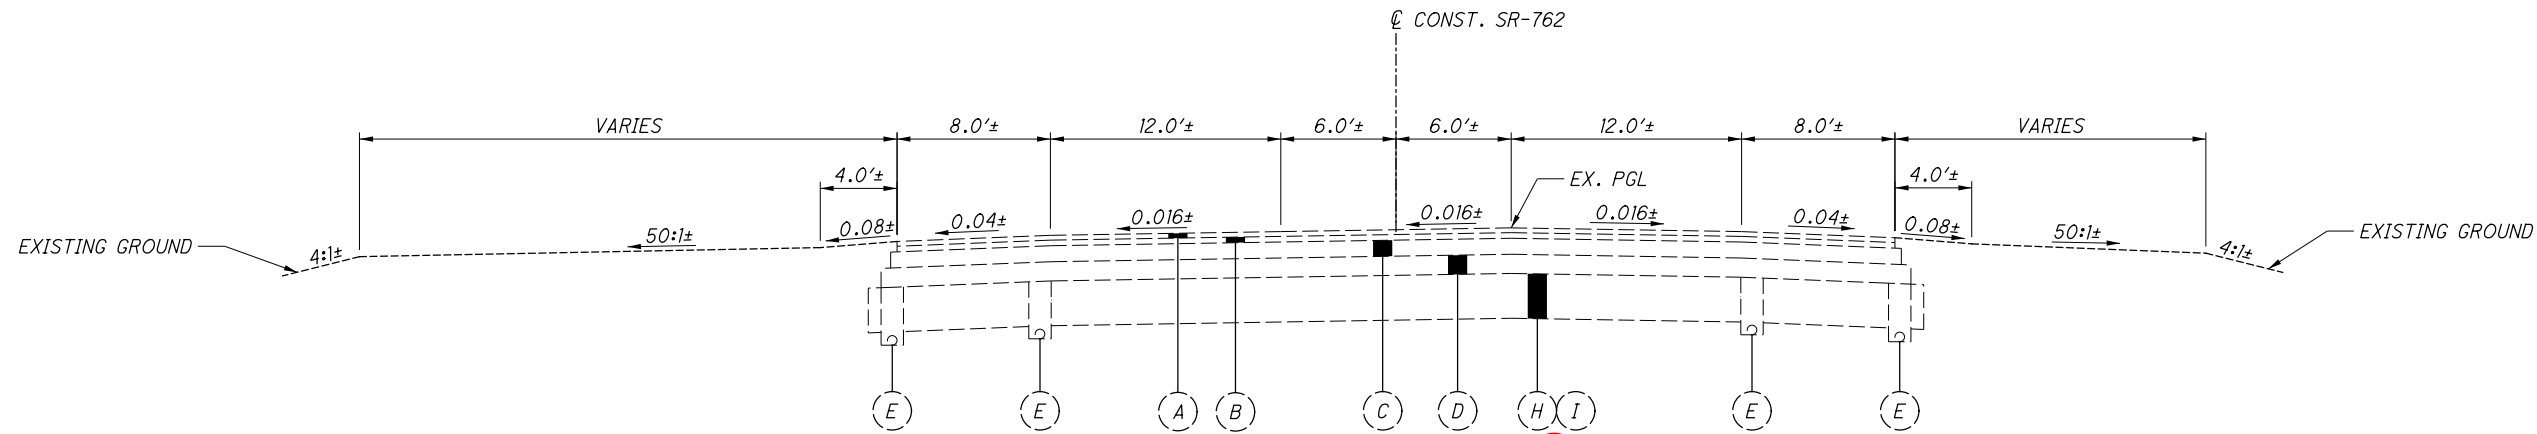 ℄ CONST. SR-762
VARIES 8.0'± 12.0'± 6.0'± 6.0'± 12.0'± 8.0'± VARIES
4.0'± 4.0'±
EX. PGL
EXISTING GROUND 4:1± 50:1± 0.08± 0.04± 0.016± 0.016± 0.016± 0.04± 0.08± 50:1± 4:1± EXISTING GROUND
E E A B C D H I E E